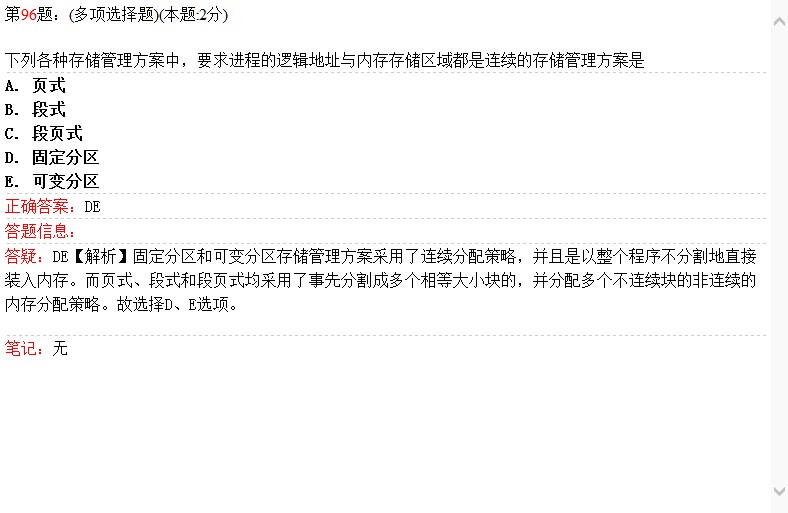 第96题：(多项选择题)(本题:2分)
下列各种存储管理方案中，要求进程的逻辑地址与内存存储区域都是连续的存储管理方案是
A. 页式
B. 段式
C. 段页式
D. 固定分区
E. 可变分区
正确答案：DE
答题信息：
答疑：DE【解析】固定分区和可变分区存储管理方案采用了连续分配策略，并且是以整个程序不分割地直接
装入内存。而页式、段式和段页式均采用了事先分割成多个相等大小块的，并分配多个不连续块的非连续的
内存分配策略。故选择D、E选项。
笔记：无